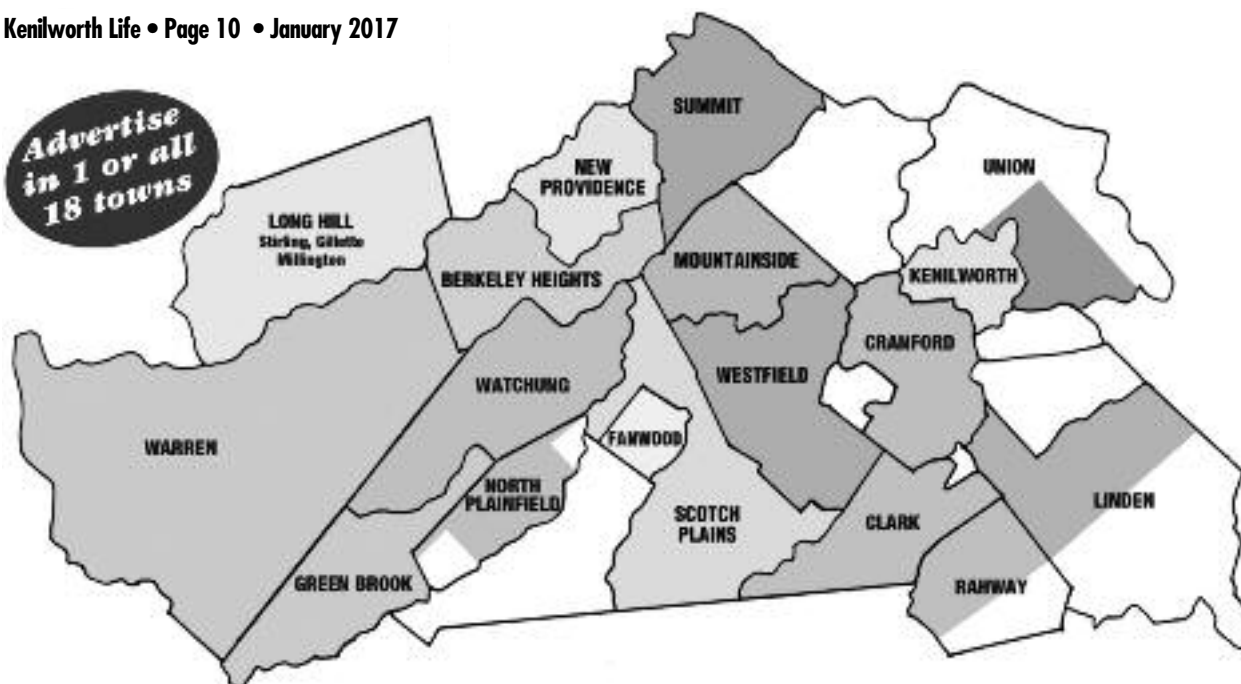 Kenilworth Life • Page 10 • January 2017
Advertise
in 1 or all
18 towns
SUMMIT
NEW
PROVIDENCE
UNION
LONG HILL
Stirling, Gillette
Millington
BERKELEY HEIGHTS
MOUNTAINSIDE
KENILWORTH
CRANFORD
WATCHUNG
WESTFIELD
WARREN
FANWOOD
NORTH
PLAINFIELD
SCOTCH
PLAINS
CLARK
LINDEN
GREEN BROOK
RAHWAY